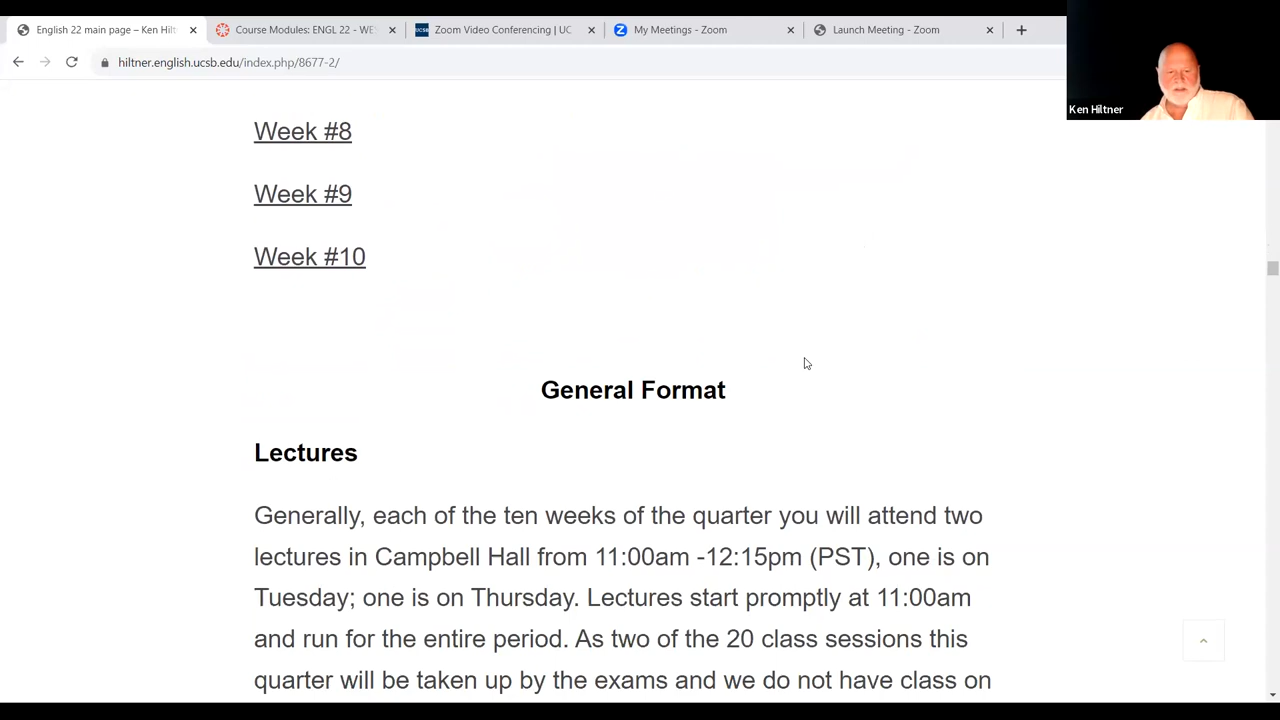 English 22 main page – Ken Hilt
Course Modules: ENGL 22 - WE
Zoom Video Conferencing | UC
My Meetings - Zoom
Launch Meeting - Zoom
hiltner.english.ucsb.edu/index.php/8677-2/
Ken Hiltner
Week #8
Week #9
Week #10
General Format
Lectures
Generally, each of the ten weeks of the quarter you will attend two
lectures in Campbell Hall from 11:00am -12:15pm (PST), one is on
Tuesday; one is on Thursday. Lectures start promptly at 11:00am
and run for the entire period. As two of the 20 class sessions this
quarter will be taken up by the exams and we do not have class on